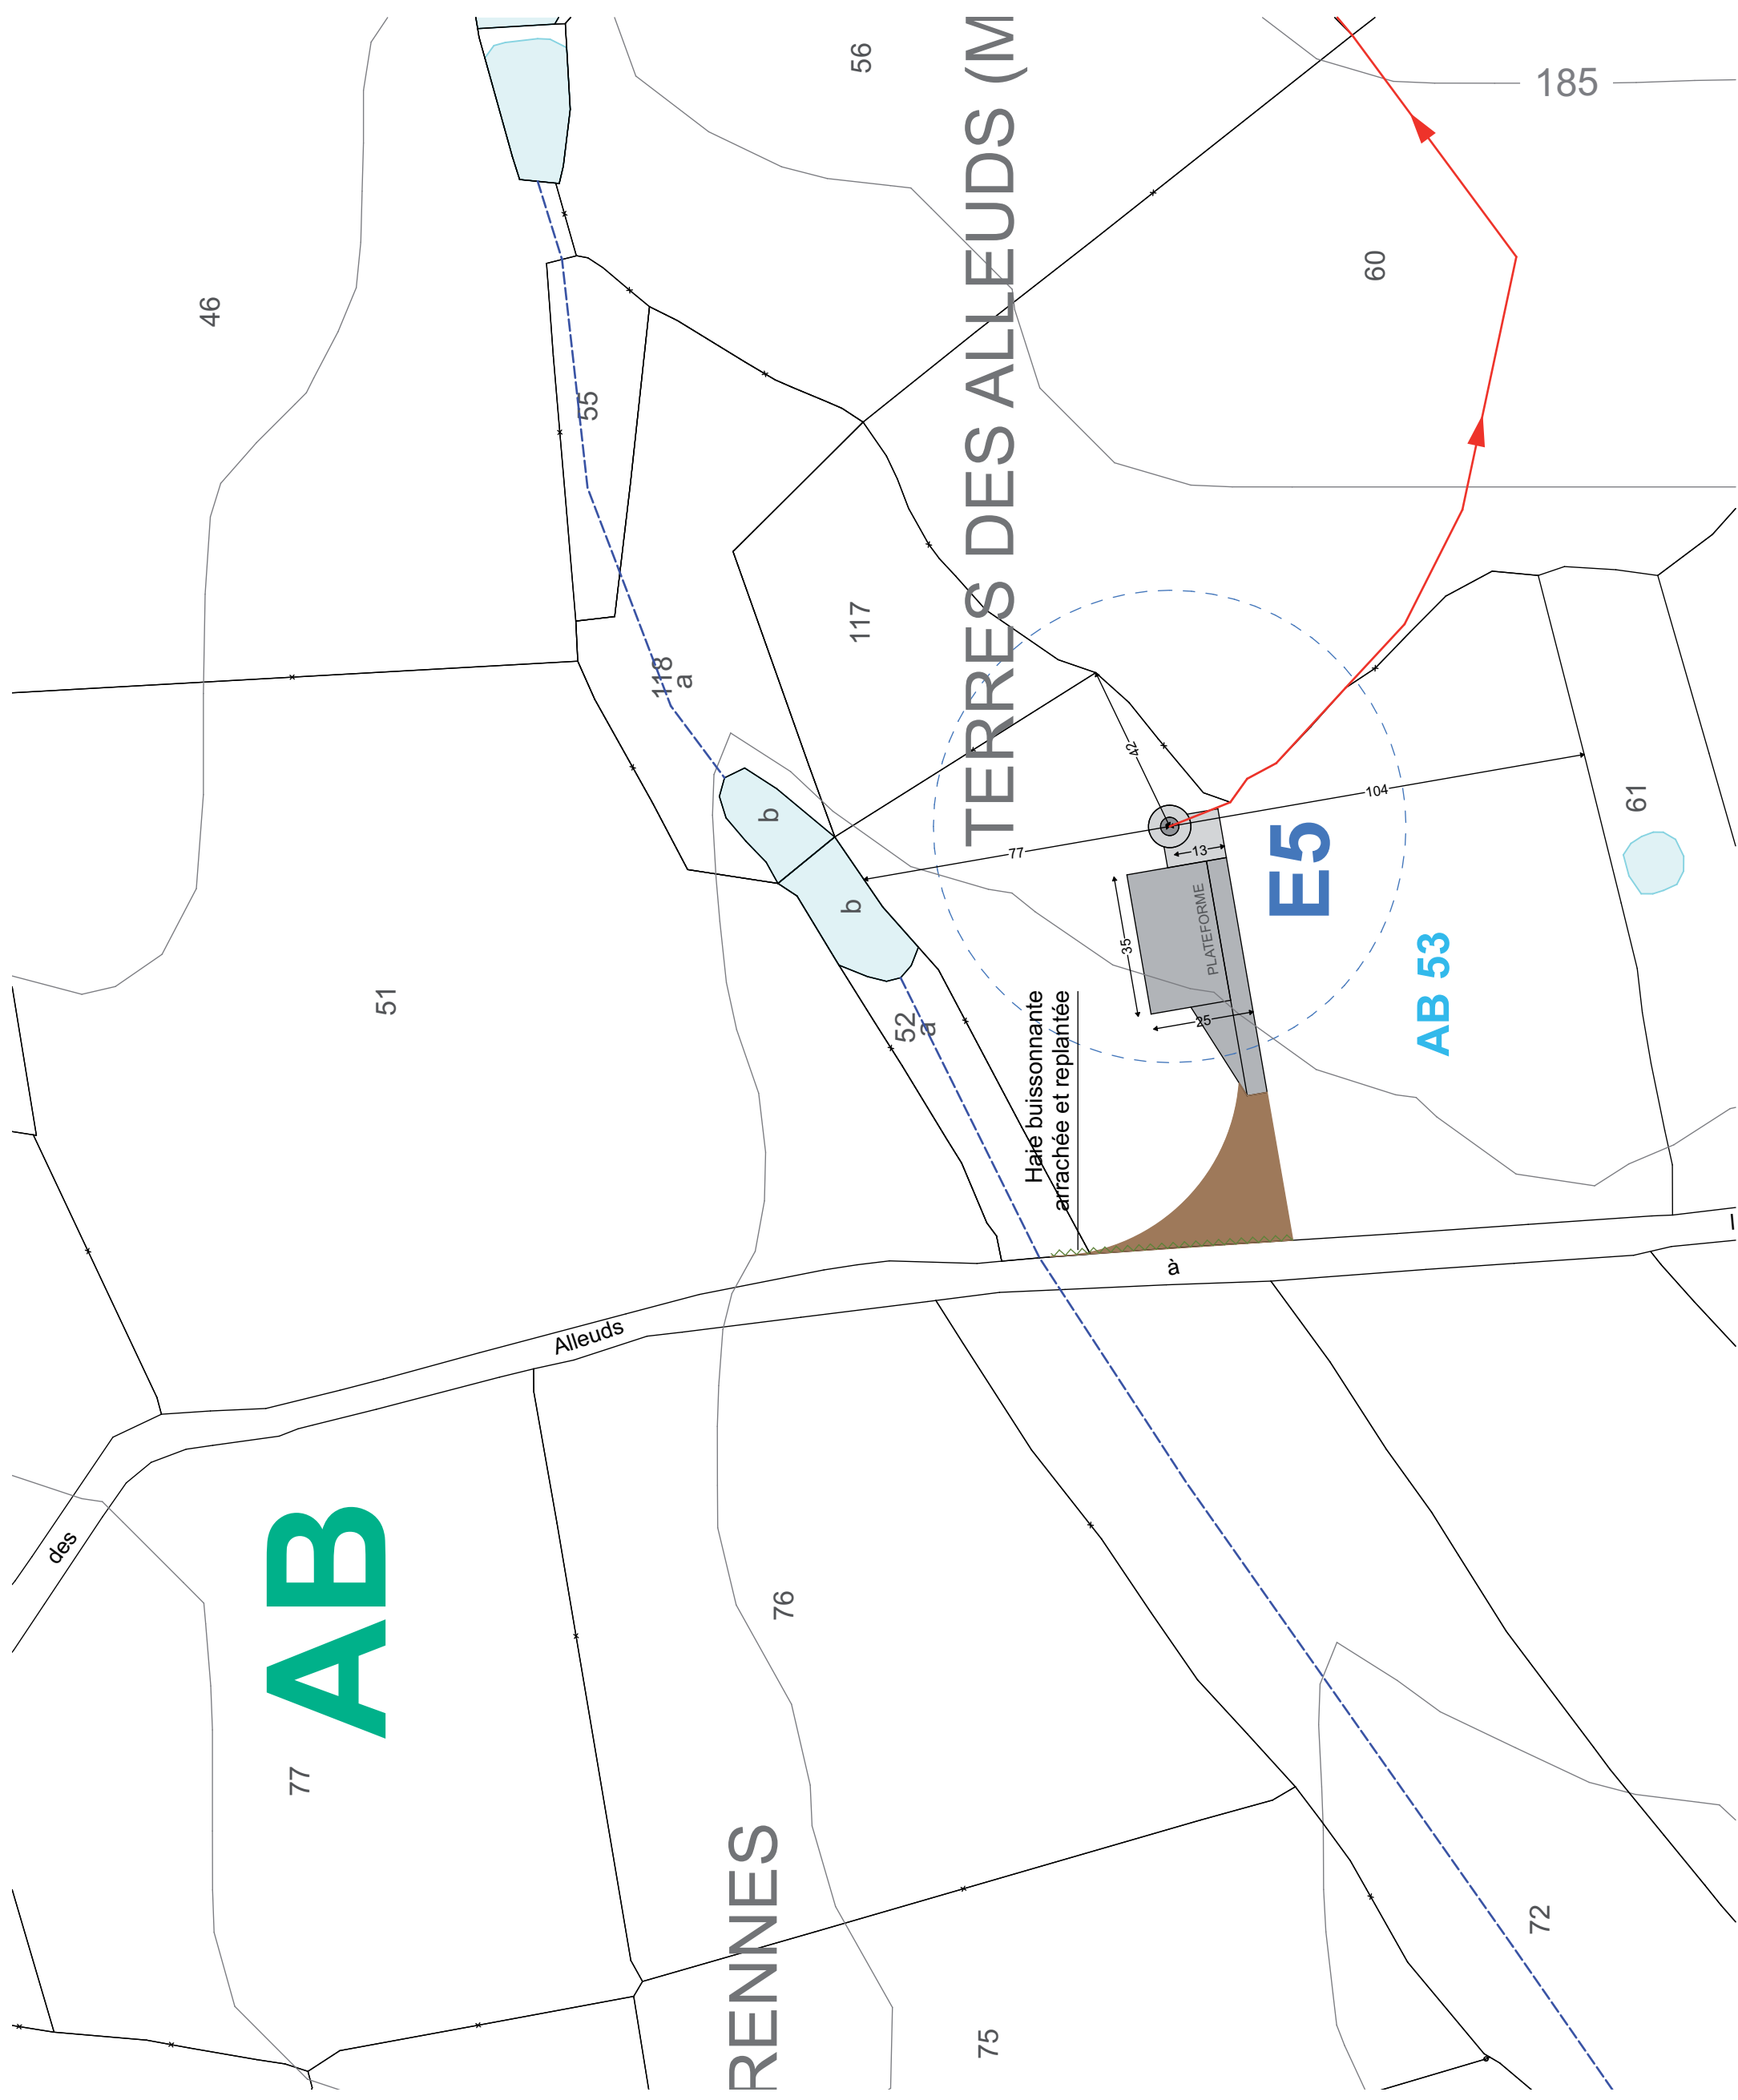 56
TERRES DES ALLEUDS (M
185
46
60
55
117
118
a
42
104
61
b
77
13
E5
b
35
PLATEFORME
AB 53
51
52
a
25
Haie buissonnante
arrachée et replantée
à
l
Alleuds
des
AB
76
77
RENNES
72
75